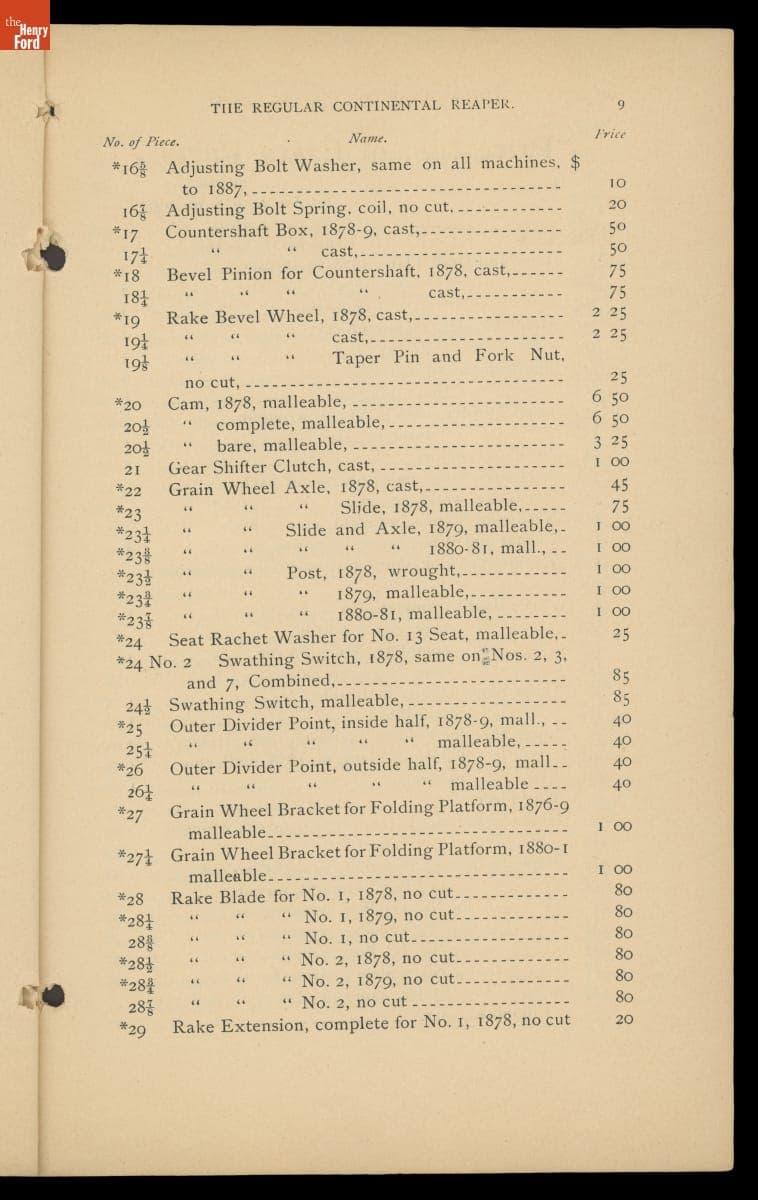 the
Henry
Ford
THE REGULAR CONTINENTAL REAPER. 9
No. of Piece. Name. Price
*16⅝ Adjusting Bolt Washer, same on all machines, $
to 1887, 10
16⅞ Adjusting Bolt Spring, coil, no cut, 20
*17 Countershaft Box, 1878-9, cast, 50
17¼ “ “ cast, 50
*18 Bevel Pinion for Countershaft, 1878, cast, 75
18¼ “ “ “ “ cast, 75
*19 Rake Bevel Wheel, 1878, cast, 2 25
19¼ “ “ “ cast, 2 25
19⅛ “ “ “ Taper Pin and Fork Nut,
no cut, 25
*20 Cam, 1878, malleable, 6 50
20½ “ complete, malleable, 6 50
20½ “ bare, malleable, 3 25
21 Gear Shifter Clutch, cast, 1 00
*22 Grain Wheel Axle, 1878, cast, 45
*23 “ “ “ Slide, 1878, malleable, 75
*23¼ “ “ Slide and Axle, 1879, malleable, 1 00
*23⅜ “ “ “ “ “ 1880-81, mall., 1 00
*23½ “ “ Post, 1878, wrought, 1 00
*23¾ “ “ “ 1879, malleable, 1 00
*23⅞ “ “ “ 1880-81, malleable, 1 00
*24 Seat Rachet Washer for No. 13 Seat, malleable, 25
*24 No. 2 Swathing Switch, 1878, same on Nos. 2, 3,
and 7, Combined, 85
24½ Swathing Switch, malleable, 85
*25 Outer Divider Point, inside half, 1878-9, mall., 40
25¼ “ “ “ “ “ malleable, 40
*26 Outer Divider Point, outside half, 1878-9, mall 40
26¼ “ “ “ “ “ malleable 40
*27 Grain Wheel Bracket for Folding Platform, 1876-9
malleable 1 00
*27¼ Grain Wheel Bracket for Folding Platform, 1880-1
malleable 1 00
*28 Rake Blade for No. 1, 1878, no cut 80
*28¼ “ “ “ No. 1, 1879, no cut 80
28⅜ “ “ “ No. 1, no cut 80
*28½ “ “ “ No. 2, 1878, no cut 80
*28¾ “ “ “ No. 2, 1879, no cut 80
28⅞ “ “ “ No. 2, no cut 80
*29 Rake Extension, complete for No. 1, 1878, no cut 20